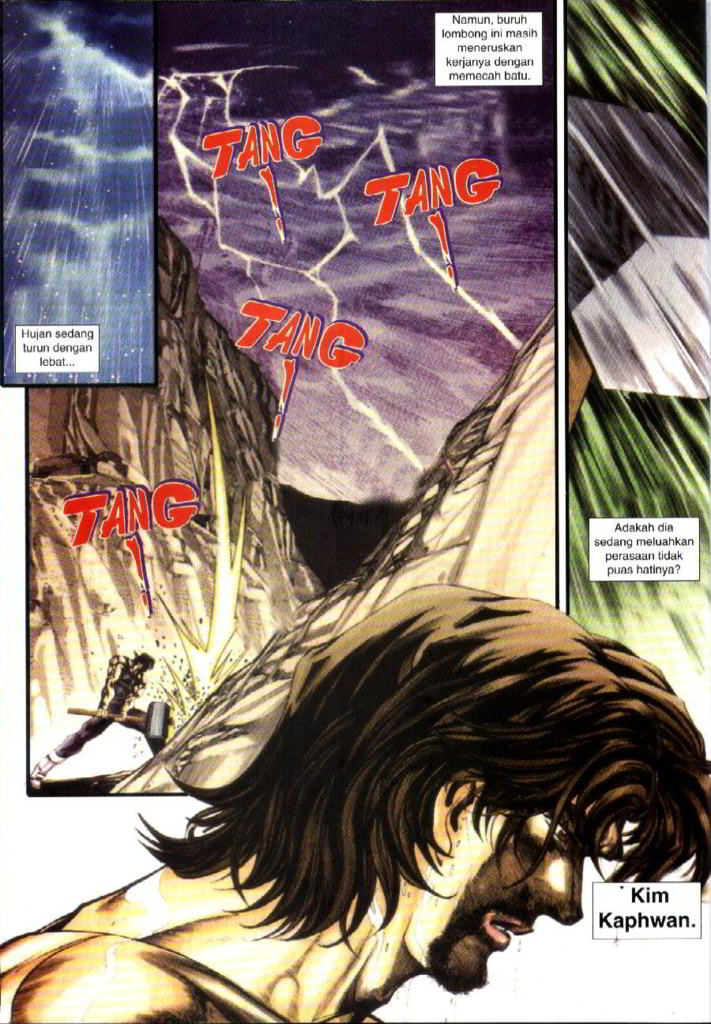 Hujan sedang
turun dengan
lebat...
Namun, buruh
lombong ini masih
meneruskan
kerjanya dengan
memecah batu.
TANG
TANG
TANG
TANG
Adakah dia
sedang meluahkan
perasaan tidak
puas hatinya?
Kim
Kaphwan.